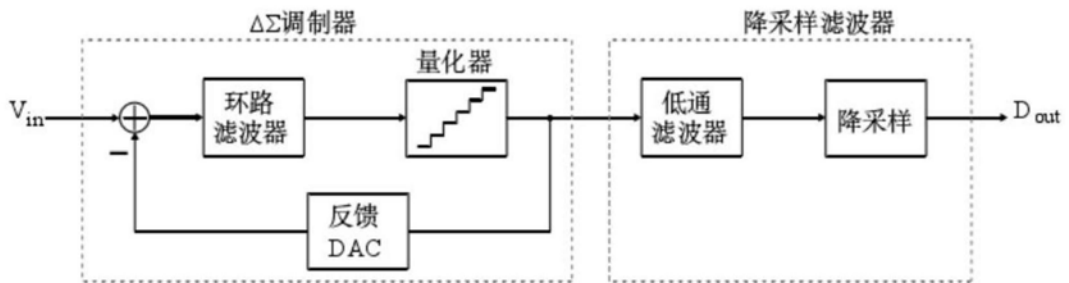 ΔΣ调制器
降采样滤波器
量化器
V_in
环路
滤波器
低通
滤波器
降采样
D_out
反馈
DAC